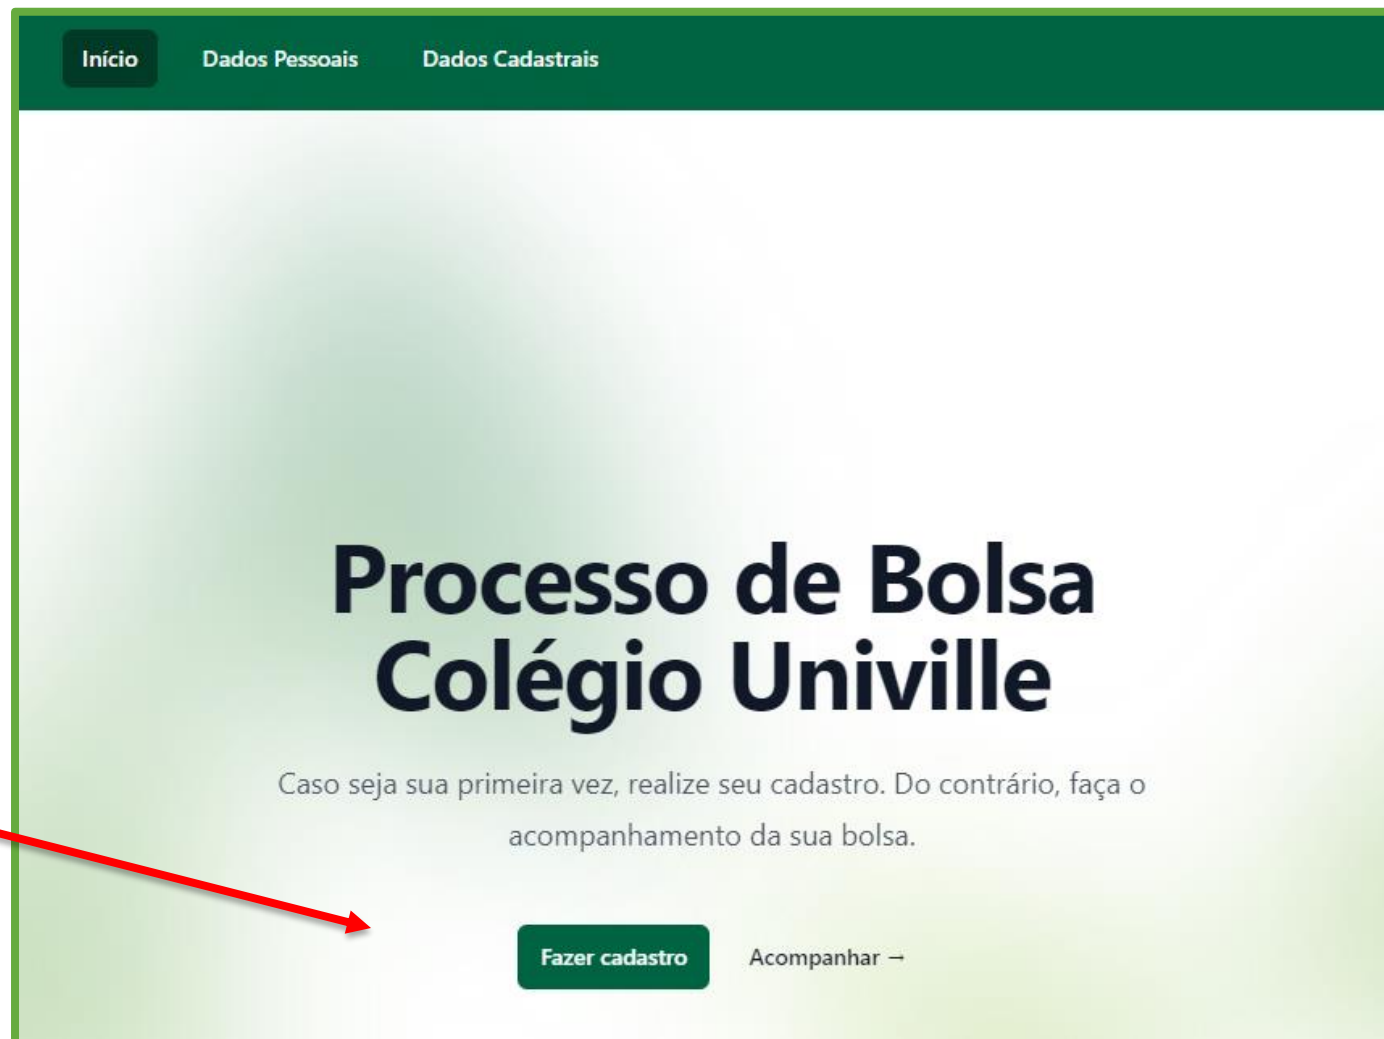 Início Dados Pessoais Dados Cadastrais
Processo de Bolsa
Colégio Univille
Caso seja sua primeira vez, realize seu cadastro. Do contrário, faça o
acompanhamento da sua bolsa.
Fazer cadastro Acompanhar →